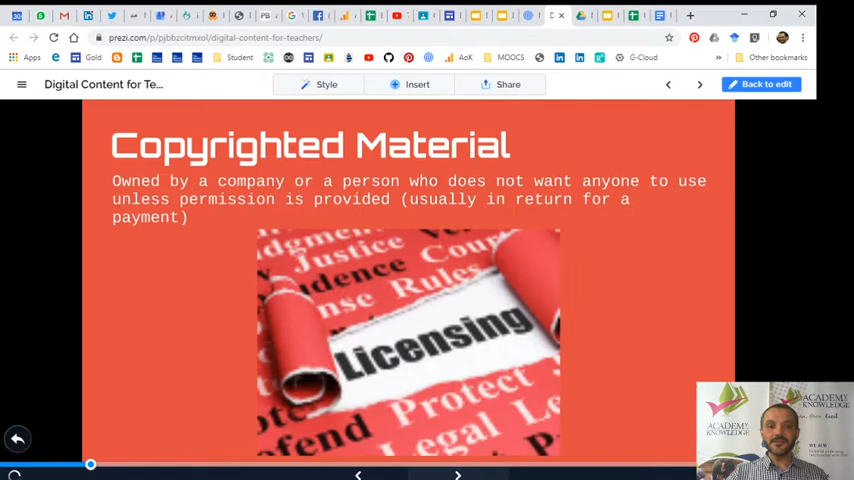 prezi.com/p/pjbbzcitmxol/digital-content-for-teachers/
Apps Gold Student AoK MOOCS G-Cloud Other bookmarks
Digital Content for Te... Style Insert Share Back to edit
Copyrighted Material
Owned by a company or a person who does not want anyone to use
unless permission is provided (usually in return for a
payment)
Justice
Rules
Licensing
Protect
Legal
ACADEMY
KNOWLEDGE
ACADEMY
KNOWLEDGE